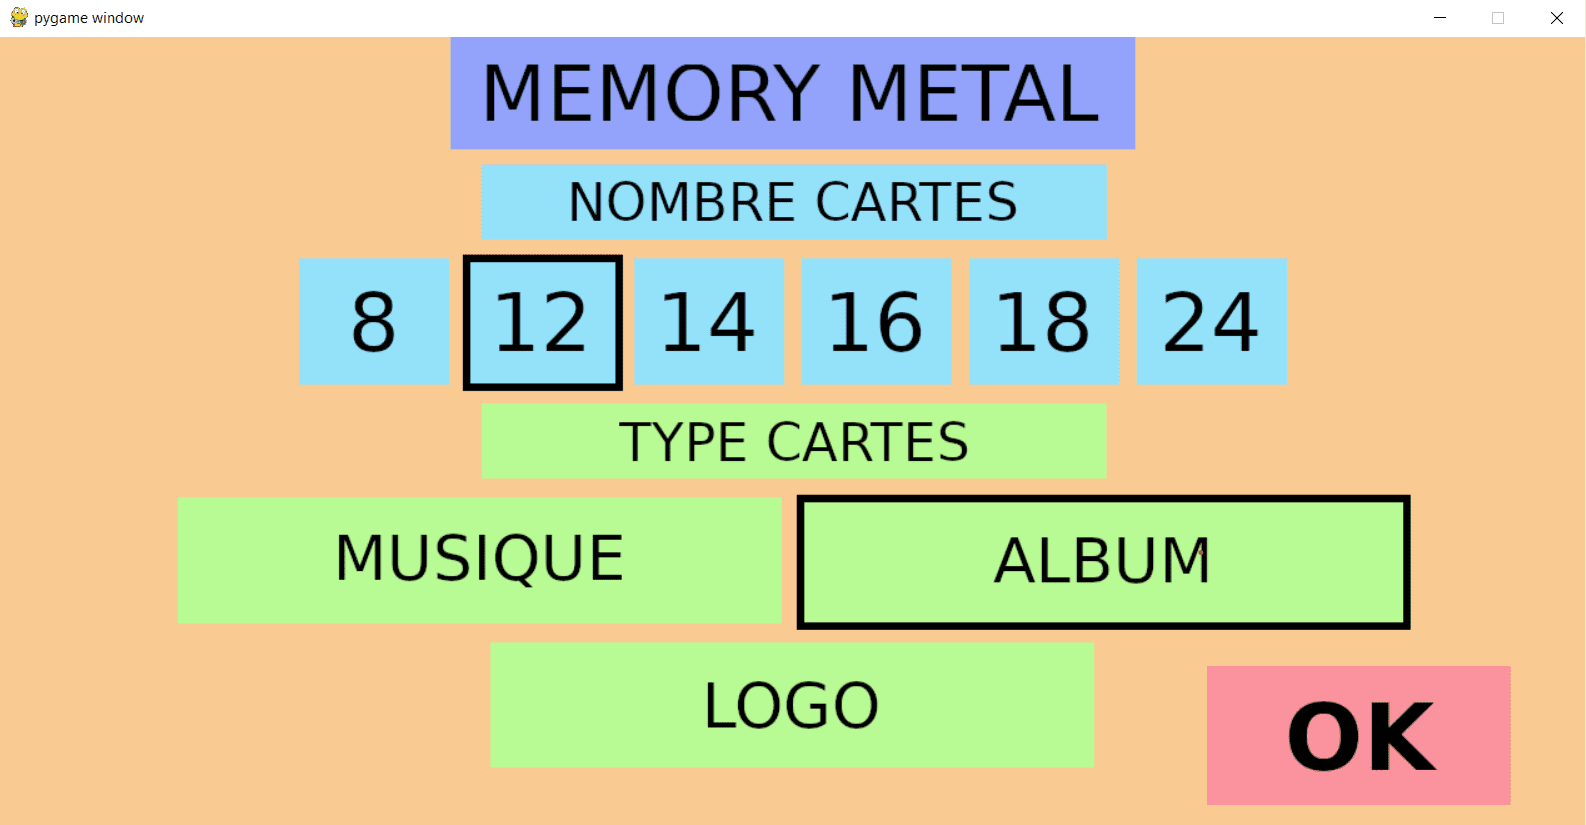 pygame window
MEMORY METAL
NOMBRE CARTES
8 12 14 16 18 24
TYPE CARTES
MUSIQUE ALBUM
LOGO
OK